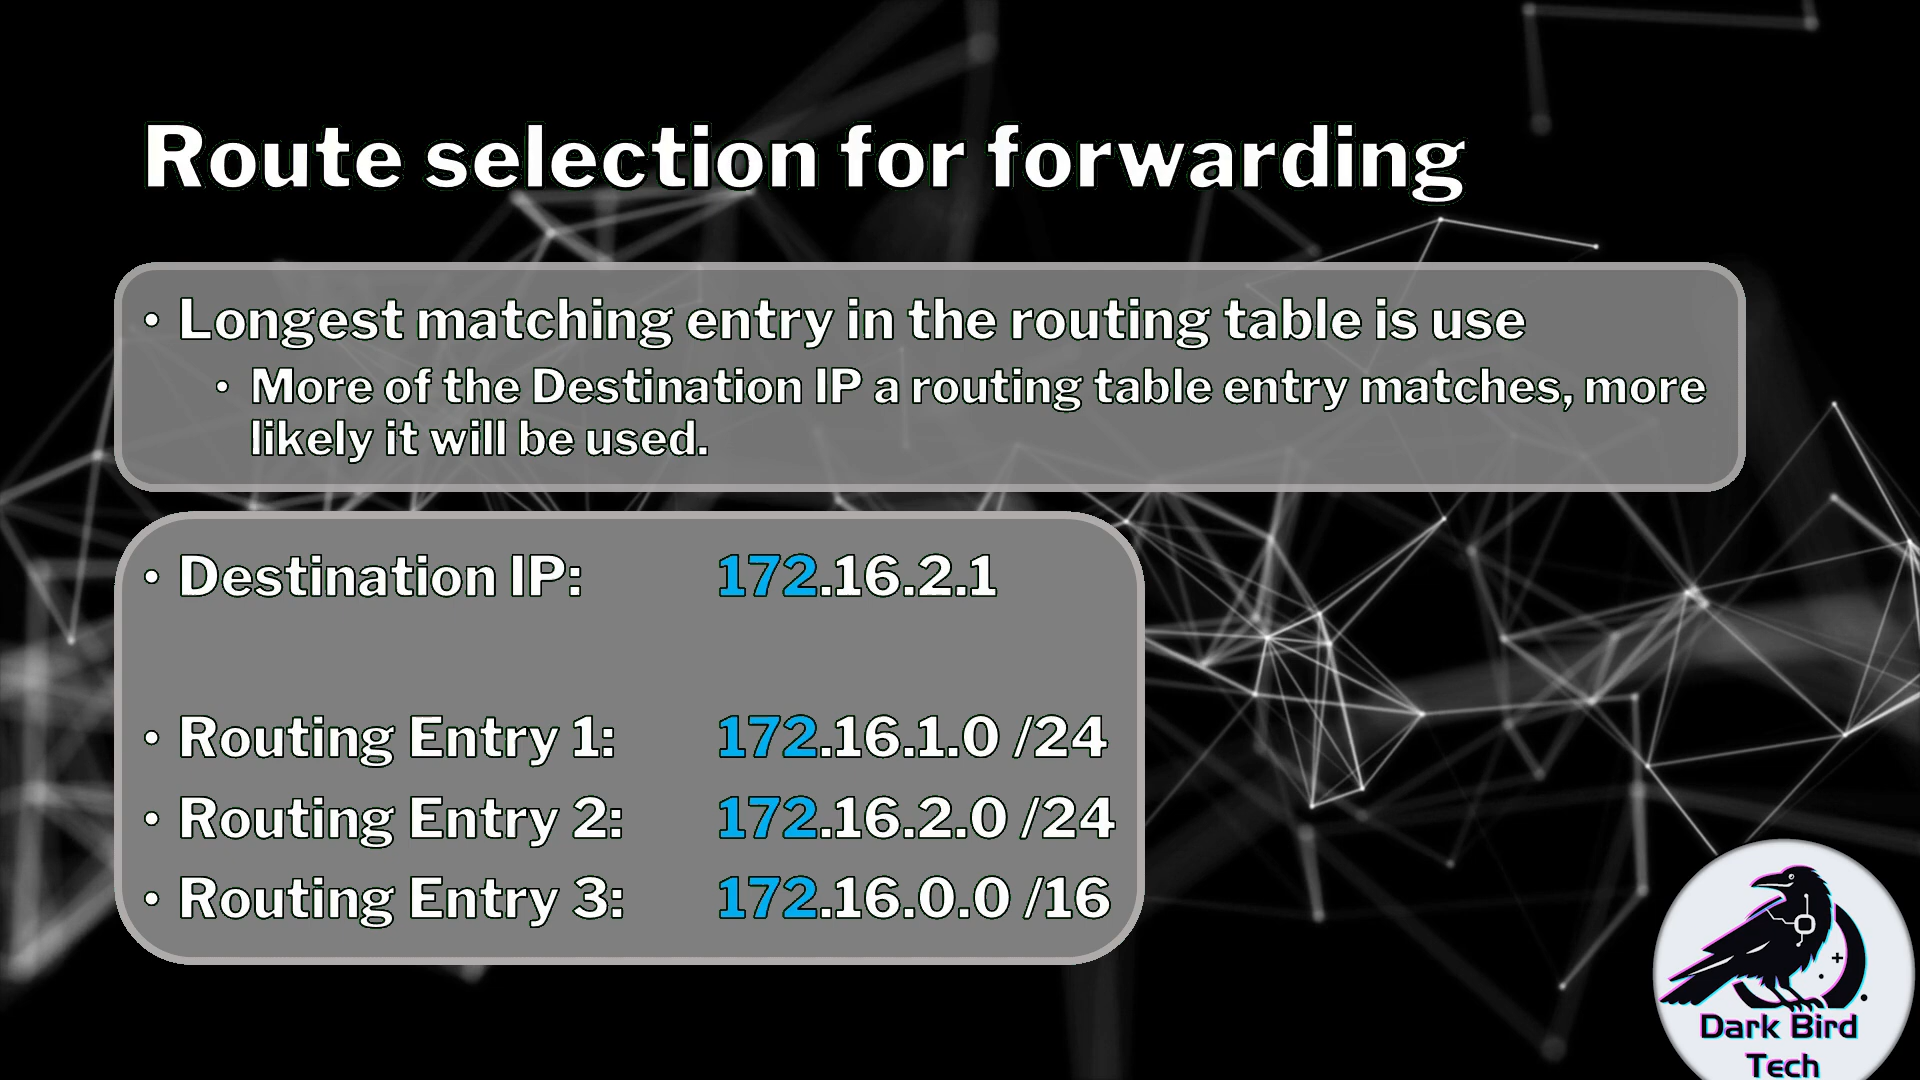 Route selection for forwarding
• Longest matching entry in the routing table is use
• More of the Destination IP a routing table entry matches, more
likely it will be used.
• Destination IP: 172.16.2.1
• Routing Entry 1: 172.16.1.0 /24
• Routing Entry 2: 172.16.2.0 /24
• Routing Entry 3: 172.16.0.0 /16
Dark Bird
Tech